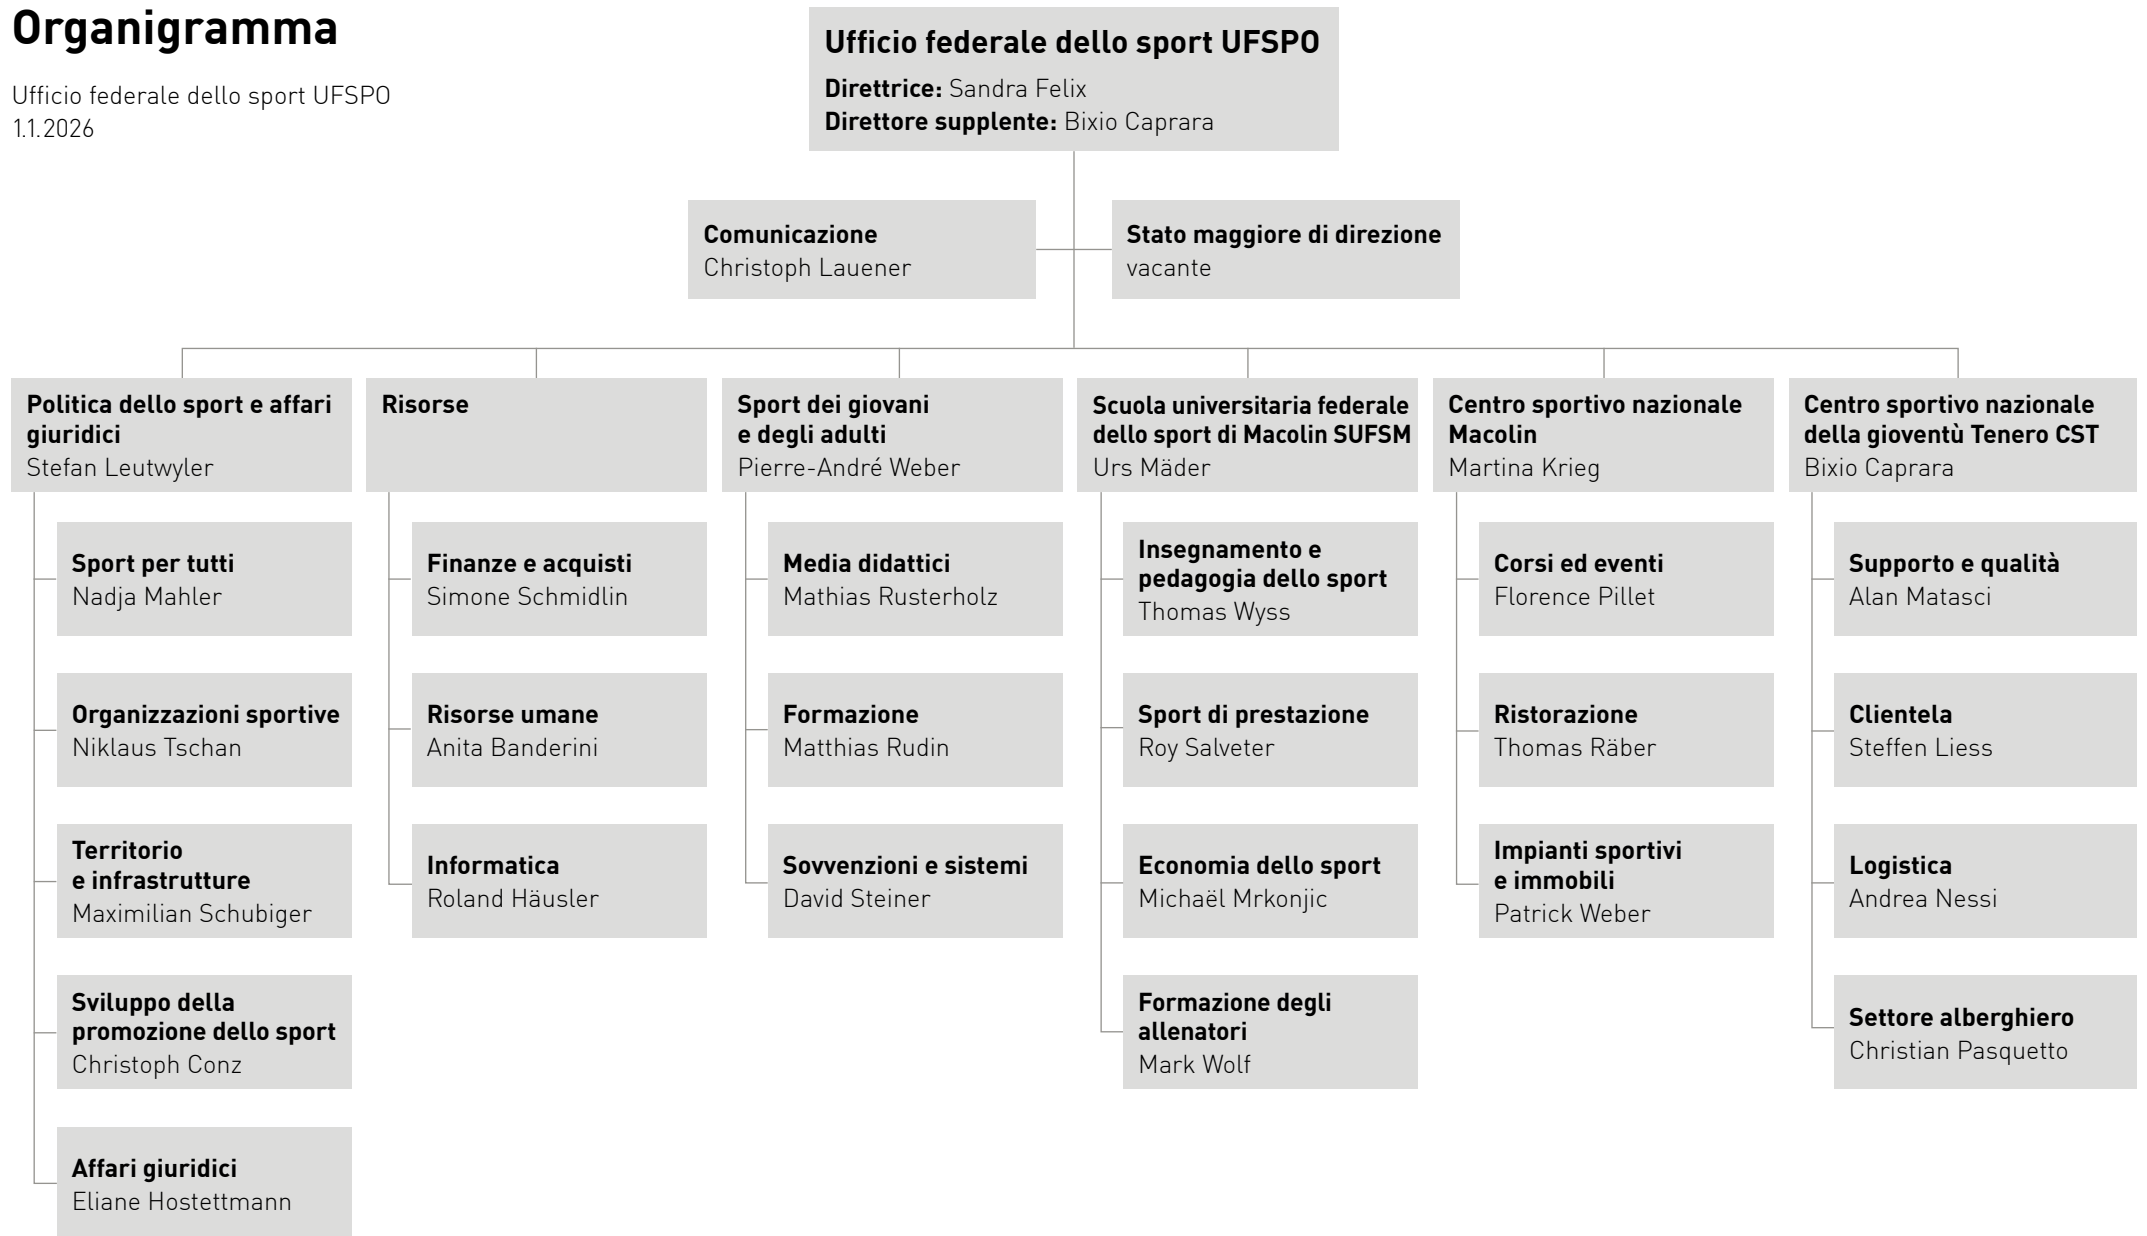 Organigramma
Ufficio federale dello sport UFSPO
1.1.2026
Ufficio federale dello sport UFSPO
Direttrice: Sandra Felix
Direttore supplente: Bixio Caprara
Comunicazione
Christoph Lauener
Stato maggiore di direzione
vacante
Politica dello sport e affari
giuridici
Stefan Leutwyler
Sport per tutti
Nadja Mahler
Organizzazioni sportive
Niklaus Tschan
Territorio
e infrastrutture
Maximilian Schubiger
Sviluppo della
promozione dello sport
Christoph Conz
Affari giuridici
Eliane Hostettmann
Risorse
Finanze e acquisti
Simone Schmidlin
Risorse umane
Anita Banderini
Informatica
Roland Häusler
Sport dei giovani
e degli adulti
Pierre-André Weber
Media didattici
Mathias Rusterholz
Formazione
Matthias Rudin
Sovvenzioni e sistemi
David Steiner
Scuola universitaria federale
dello sport di Macolin SUFSM
Urs Mäder
Insegnamento e
pedagogia dello sport
Thomas Wyss
Sport di prestazione
Roy Salveter
Economia dello sport
Michaël Mrkonjic
Formazione degli
allenatori
Mark Wolf
Centro sportivo nazionale
Macolin
Martina Krieg
Corsi ed eventi
Florence Pillet
Ristorazione
Thomas Räber
Impianti sportivi
e immobili
Patrick Weber
Centro sportivo nazionale
della gioventù Tenero CST
Bixio Caprara
Supporto e qualità
Alan Matasci
Clientela
Steffen Liess
Logistica
Andrea Nessi
Settore alberghiero
Christian Pasquetto